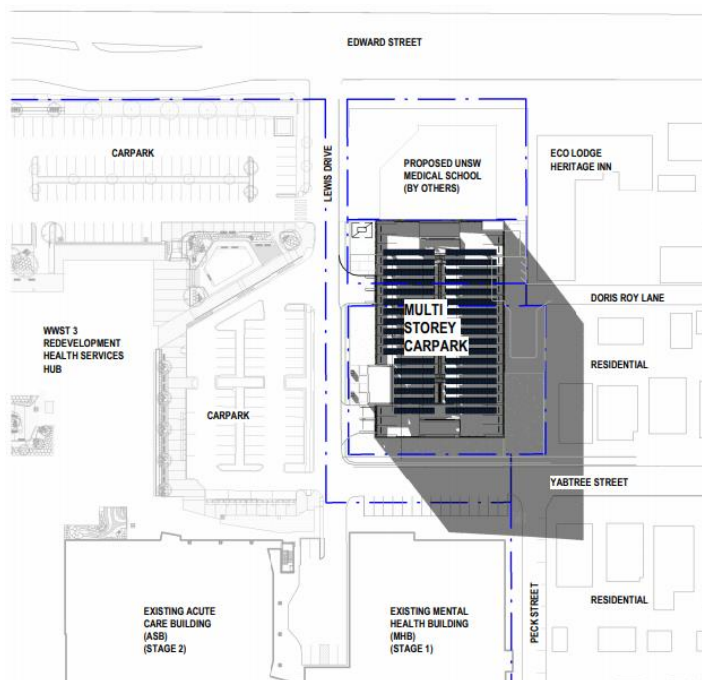 EDWARD STREET
CARPARK
LEWIS DRIVE
PROPOSED UNSW
MEDICAL SCHOOL
(BY OTHERS)
ECO LODGE
HERITAGE INN
DORIS ROY LANE
MULTI
STOREY
CARPARK
WWST 3
REDEVELOPMENT
HEALTH SERVICES
HUB
RESIDENTIAL
CARPARK
YABTREE STREET
EXISTING ACUTE
CARE BUILDING
(ASB)
(STAGE 2)
EXISTING MENTAL
HEALTH BUILDING
(MHB)
(STAGE 1)
PECK STREET
RESIDENTIAL